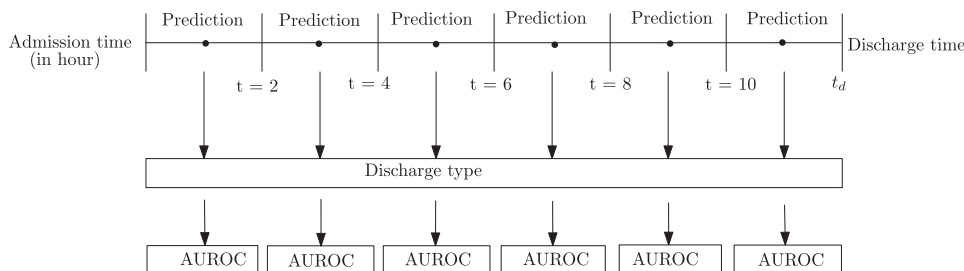 Prediction Prediction Prediction Prediction Prediction Prediction
Admission time
(in hour)
Discharge time
t = 2 t = 4 t = 6 t = 8 t = 10 t_d
Discharge type
AUROC AUROC AUROC AUROC AUROC AUROC